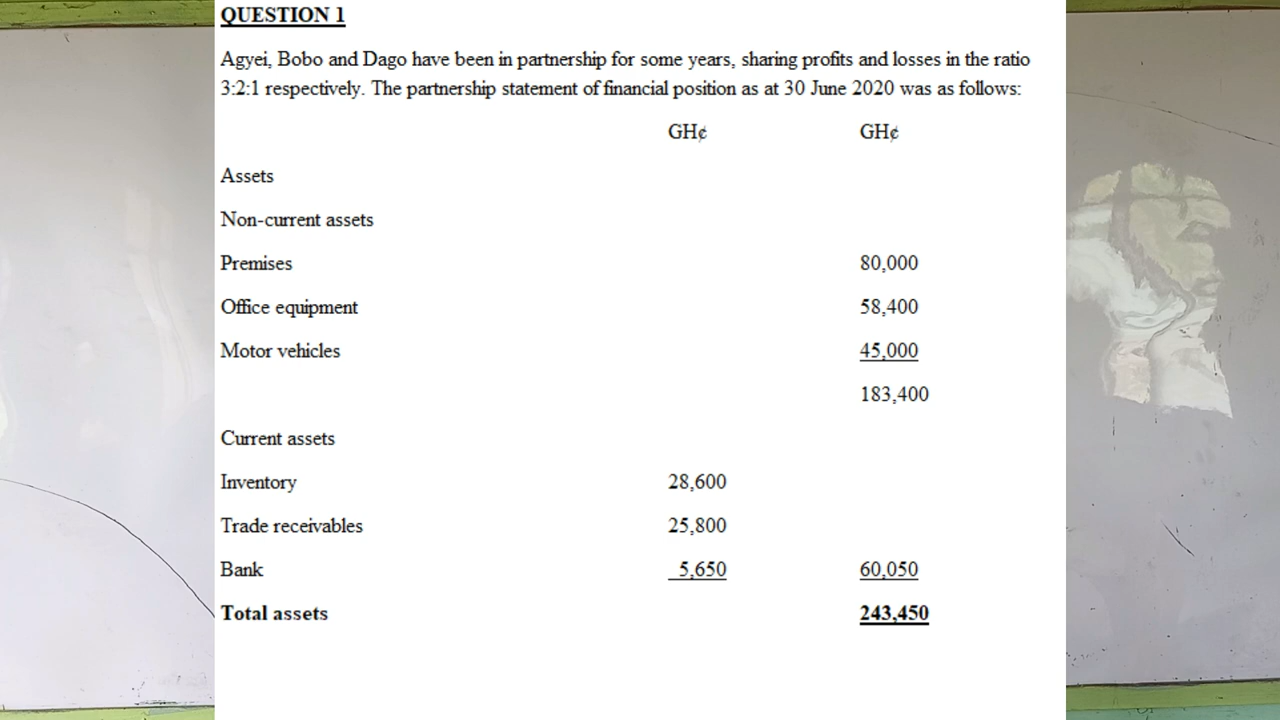 QUESTION 1
Agyei, Bobo and Dago have been in partnership for some years, sharing profits and losses in the ratio
3:2:1 respectively. The partnership statement of financial position as at 30 June 2020 was as follows:
GH¢ GH¢
Assets
Non-current assets
Premises 80,000
Office equipment 58,400
Motor vehicles 45,000
183,400
Current assets
Inventory 28,600
Trade receivables 25,800
Bank 5,650 60,050
Total assets 243,450